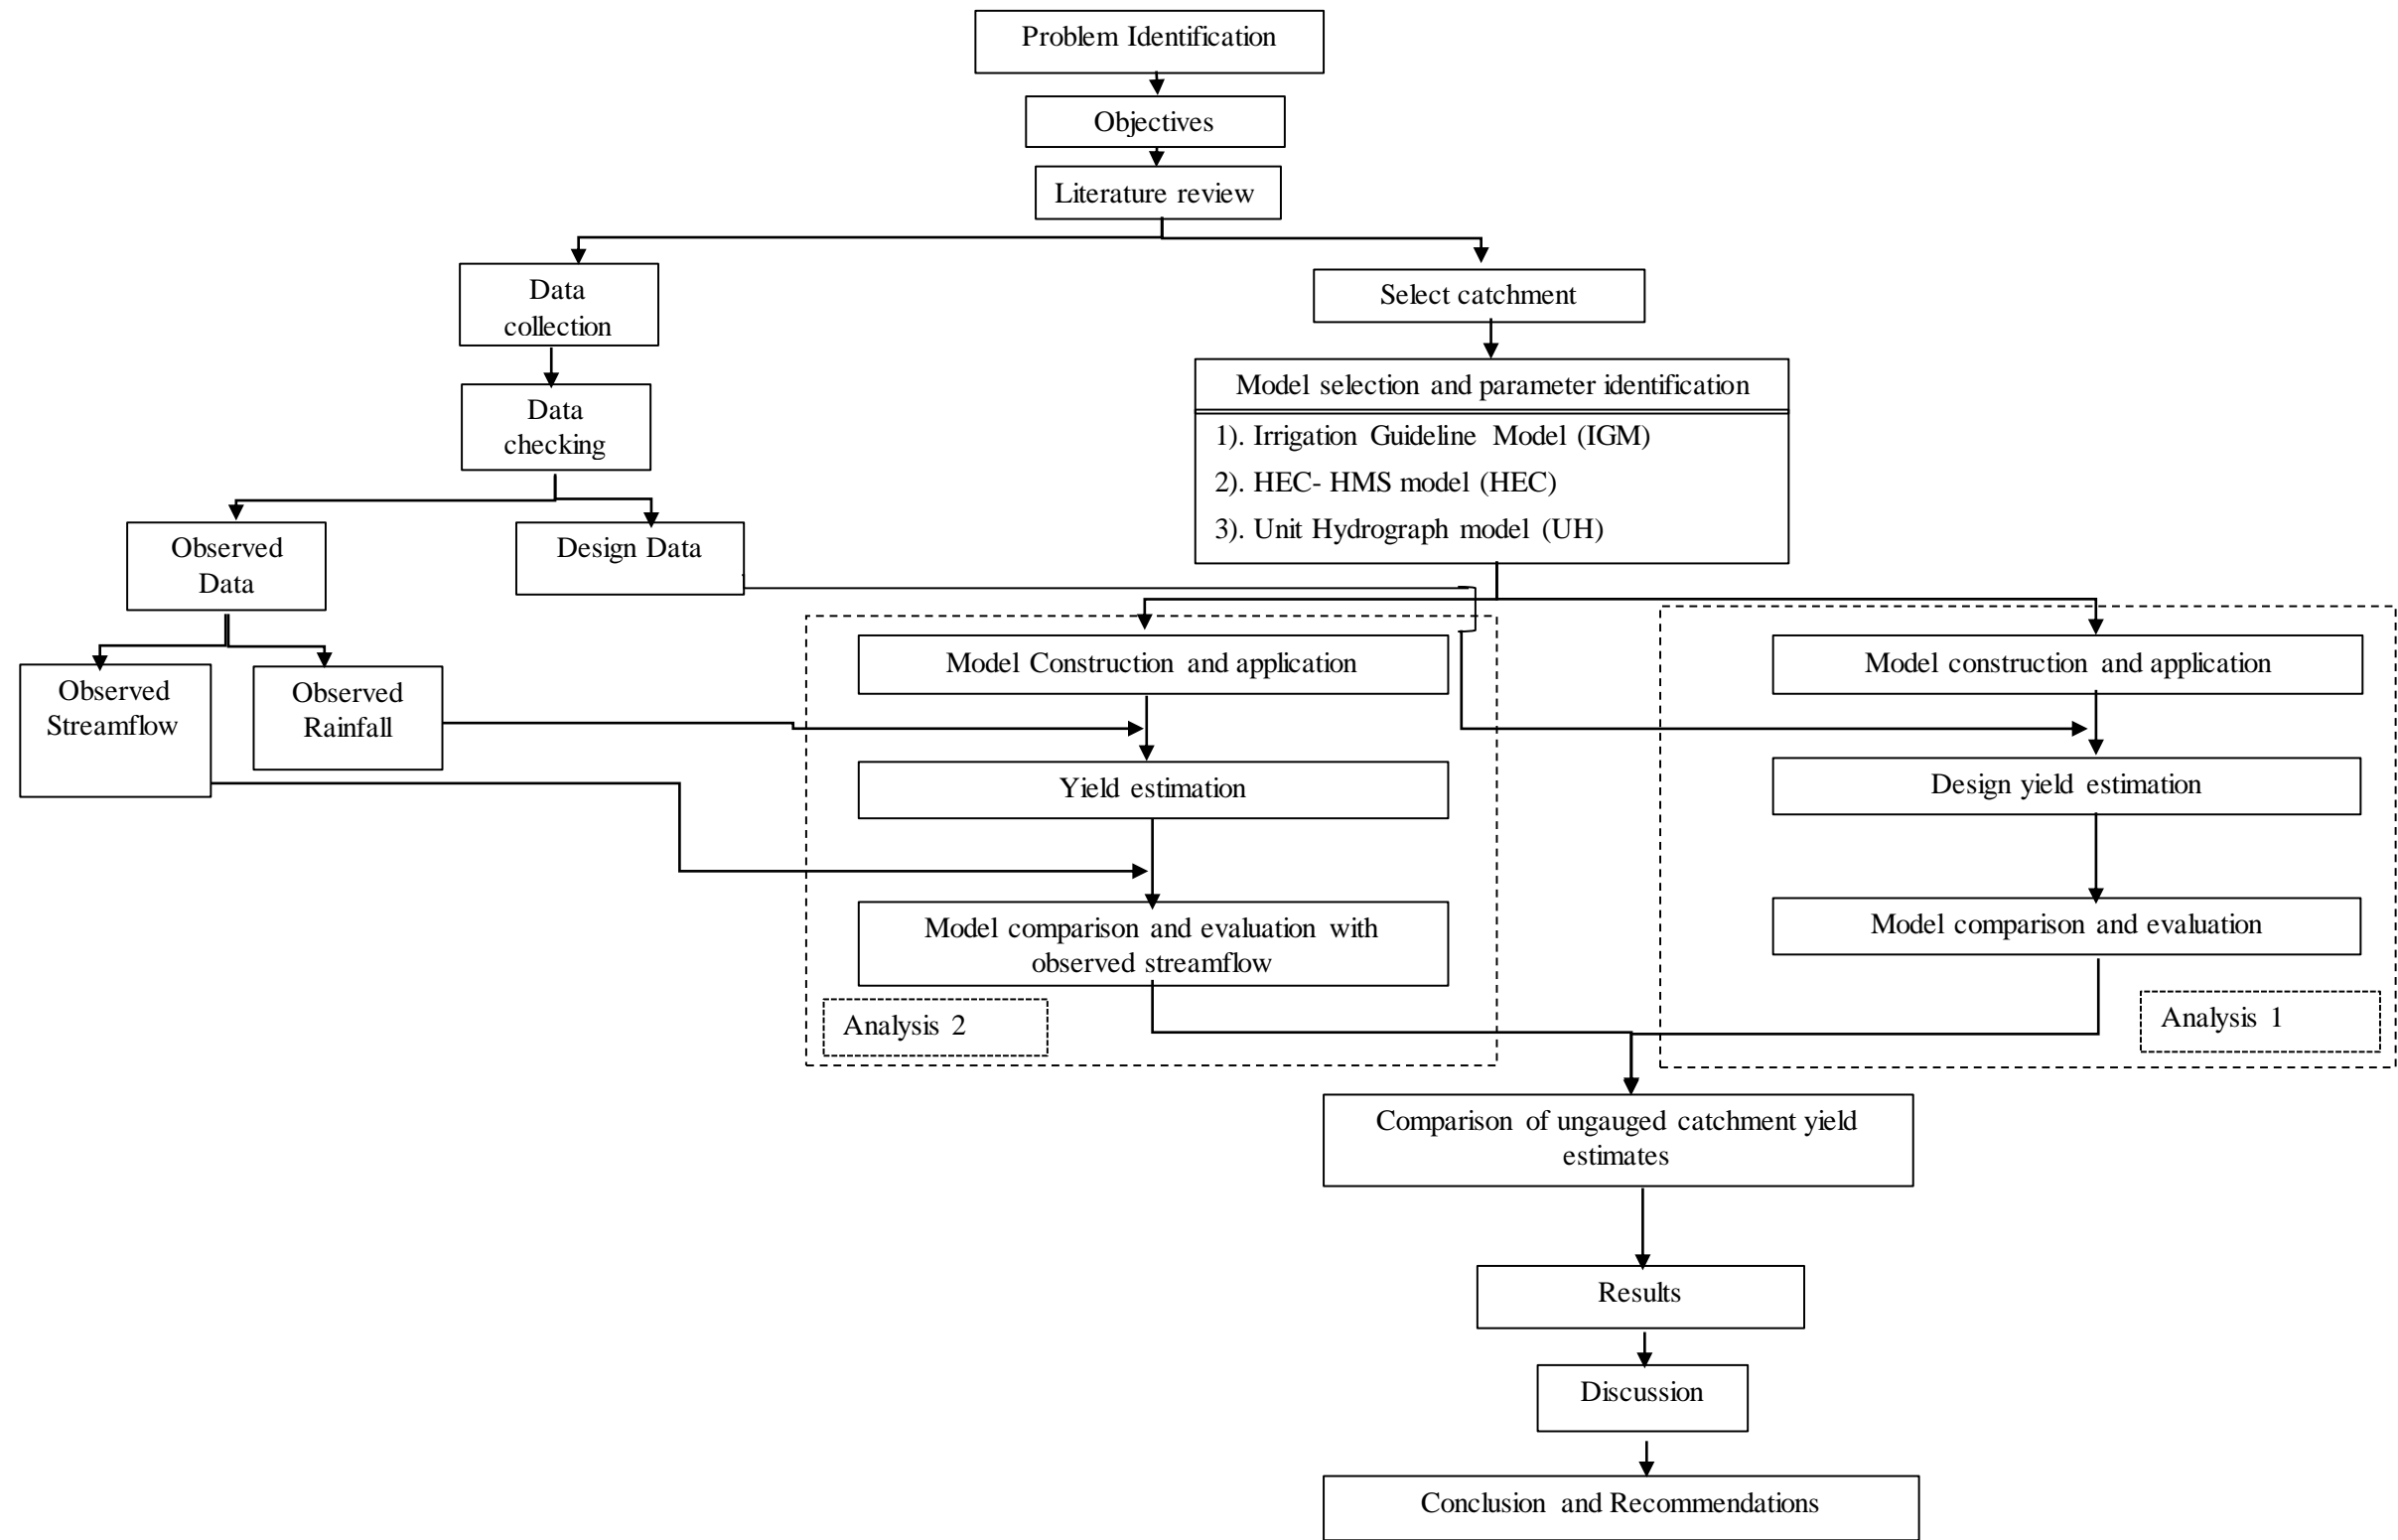 Problem Identification
Objectives
Literature review
Data
collection
Select catchment
Data
checking
Model selection and parameter identification
1). Irrigation Guideline Model (IGM)
2). HEC- HMS model (HEC)
3). Unit Hydrograph model (UH)
Observed
Data
Design Data
Observed
Streamflow
Observed
Rainfall
Model Construction and application
Yield estimation
Model comparison and evaluation with
observed streamflow
Analysis 2
Model construction and application
Design yield estimation
Model comparison and evaluation
Analysis 1
Comparison of ungauged catchment yield
estimates
Results
Discussion
Conclusion and Recommendations